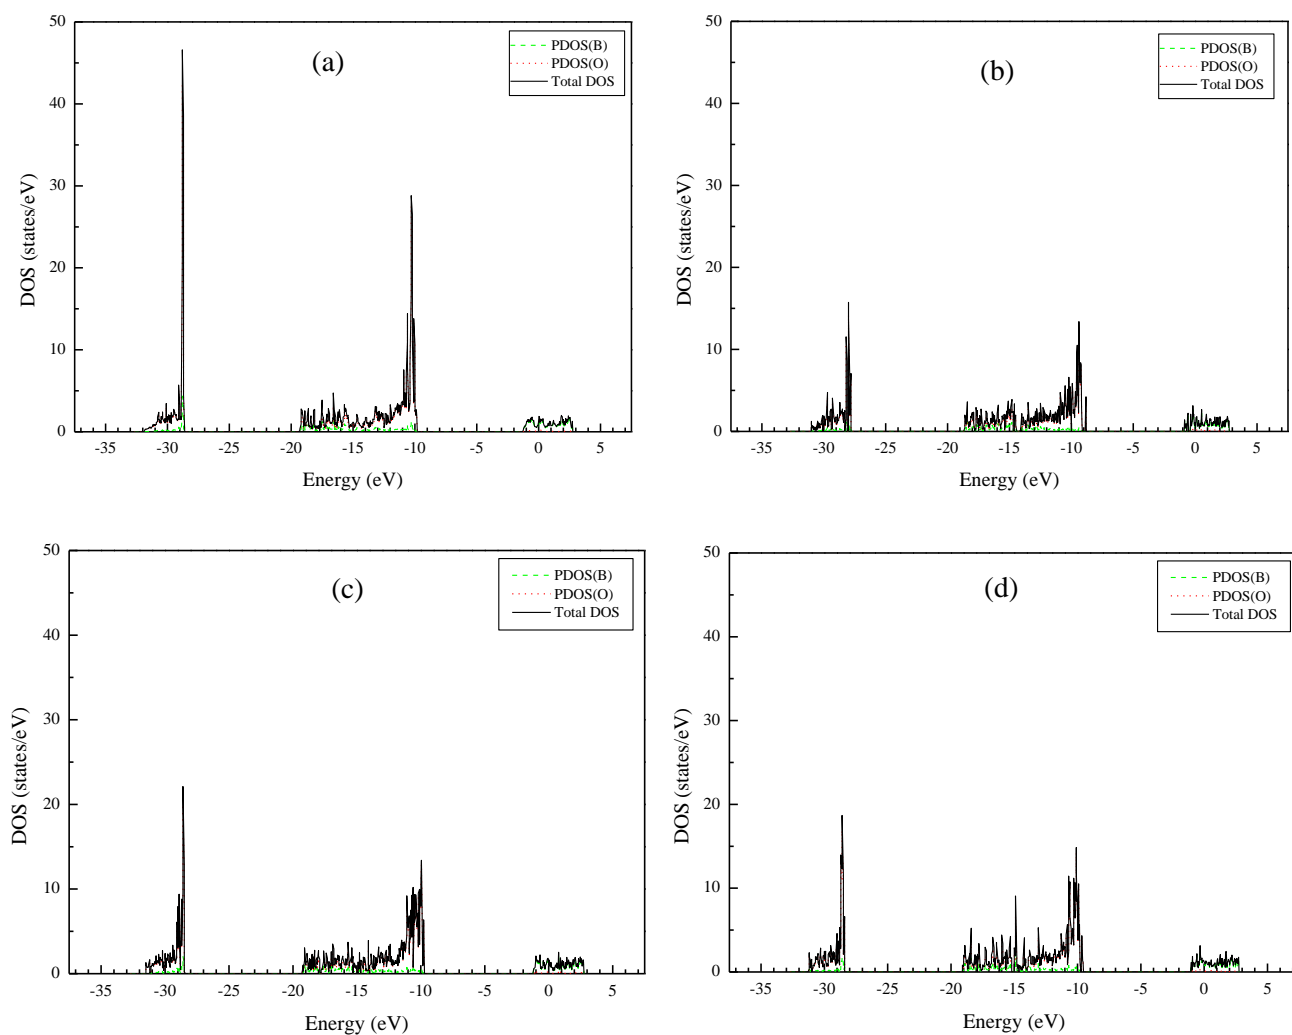 50
40
30
20
10
0
DOS (states/eV)
(a)
PDOS(B)
PDOS(O)
Total DOS
-35 -30 -25 -20 -15 -10 -5 0 5
Energy (eV)
50
40
30
20
10
0
DOS (states/eV)
(b)
PDOS(B)
PDOS(O)
Total DOS
-35 -30 -25 -20 -15 -10 -5 0 5
Energy (eV)
50
40
30
20
10
0
DOS (states/eV)
(c)
PDOS(B)
PDOS(O)
Total DOS
-35 -30 -25 -20 -15 -10 -5 0 5
Energy (eV)
50
40
30
20
10
0
DOS (states/eV)
(d)
PDOS(B)
PDOS(O)
Total DOS
-35 -30 -25 -20 -15 -10 -5 0 5
Energy (eV)